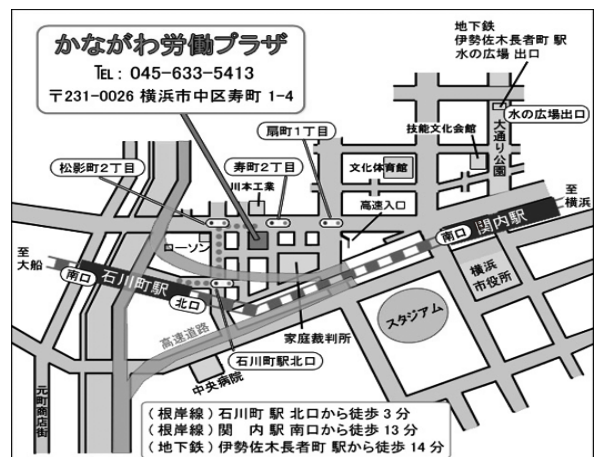 かながわ労働プラザ
TEL: 045-633-5413
〒231-0026 横浜市中区寿町 1-4
地下鉄
伊勢佐木長者町 駅
水の広場 出口
水の広場出口
大通り公園
技能文化会館
扇町1丁目
松影町2丁目
寿町2丁目
川本工業
文化体育館
高速入口
至
横浜
関内駅
南口
ローソン
至
大船
南口
石川町駅
北口
横浜
市役所
スタジアム
家庭裁判所
高速道路
石川町駅北口
中央病院
元町商店街
(根岸線) 石川町 駅 北口から徒歩 3 分
(根岸線) 関 内 駅 南口から徒歩 13 分
(地下鉄) 伊勢佐木長者町 駅から徒歩 14 分